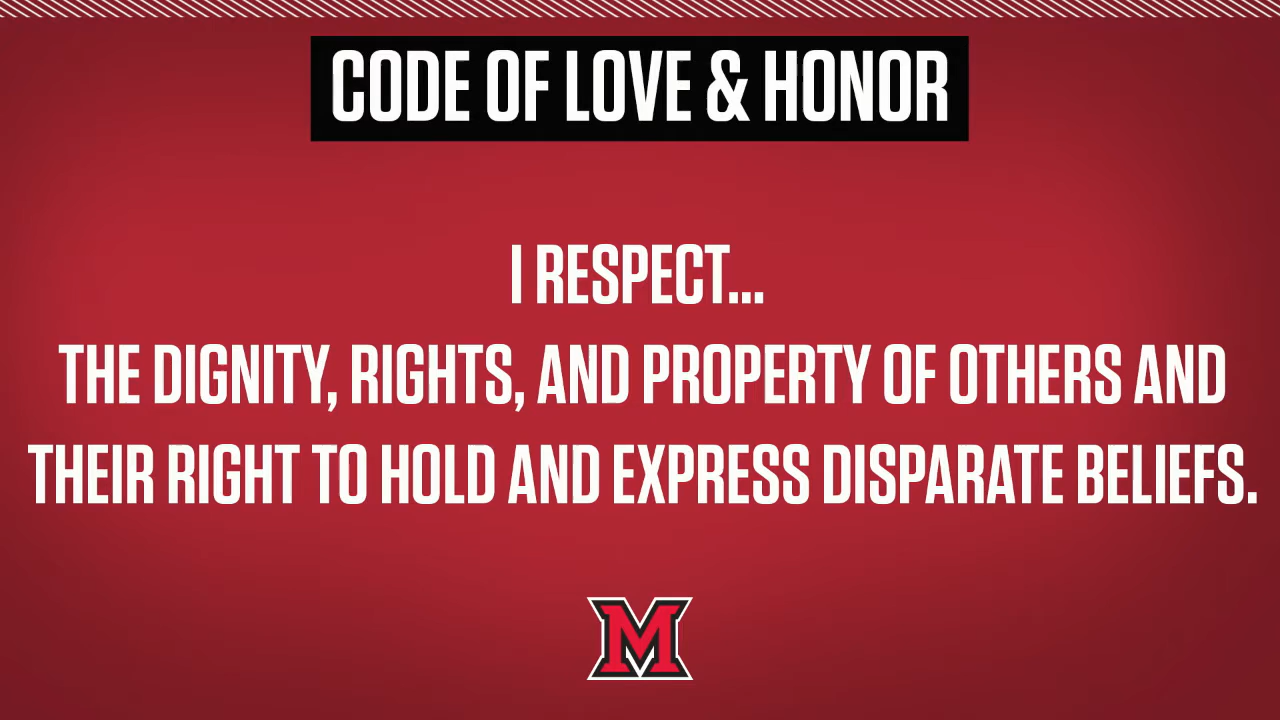 CODE OF LOVE & HONOR
I RESPECT...
THE DIGNITY, RIGHTS, AND PROPERTY OF OTHERS AND
THEIR RIGHT TO HOLD AND EXPRESS DISPARATE BELIEFS.
M